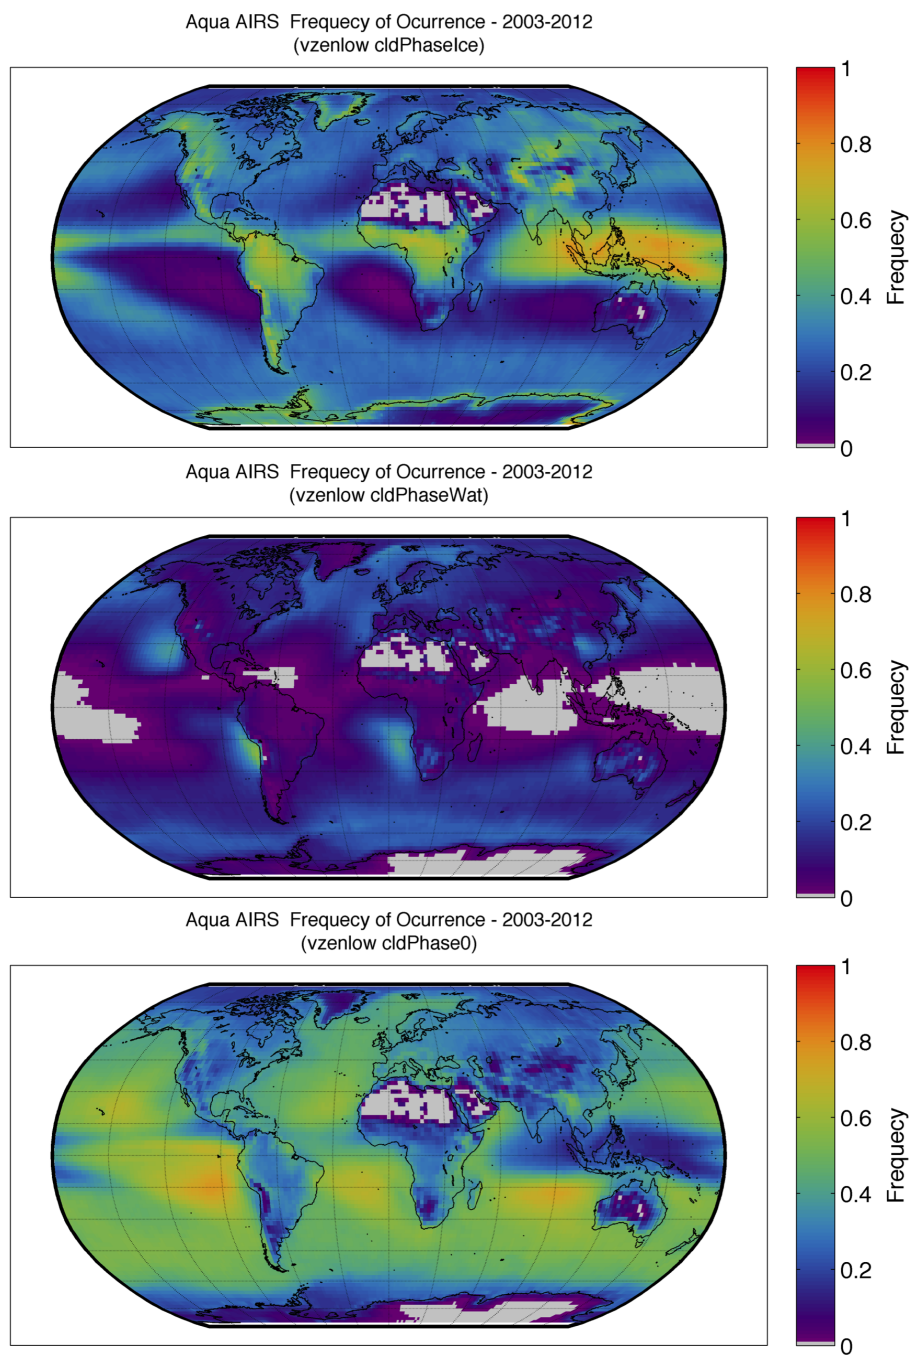 Aqua AIRS  Frequecy of Ocurrence - 2003-2012
(vzenlow cldPhaseIce)
1
0.8
0.6
0.4
0.2
0
Frequency
Aqua AIRS  Frequecy of Ocurrence - 2003-2012
(vzenlow cldPhaseWat)
1
0.8
0.6
0.4
0.2
0
Frequency
Aqua AIRS  Frequecy of Ocurrence - 2003-2012
(vzenlow cldPhase0)
1
0.8
0.6
0.4
0.2
0
Frequency